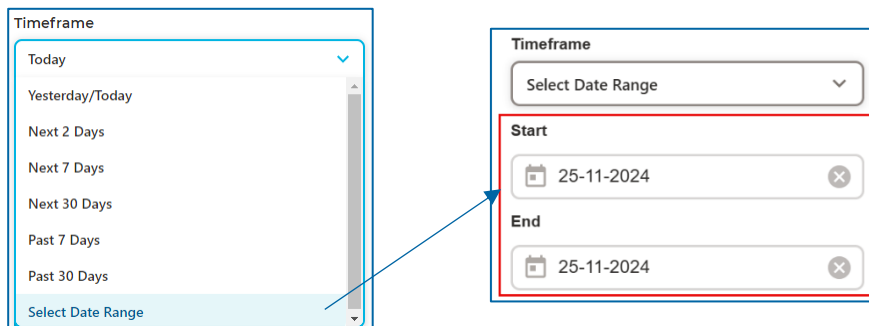 Timeframe
Today
Yesterday/Today
Next 2 Days
Next 7 Days
Next 30 Days
Past 7 Days
Past 30 Days
Select Date Range
Timeframe
Select Date Range
Start
25-11-2024
End
25-11-2024